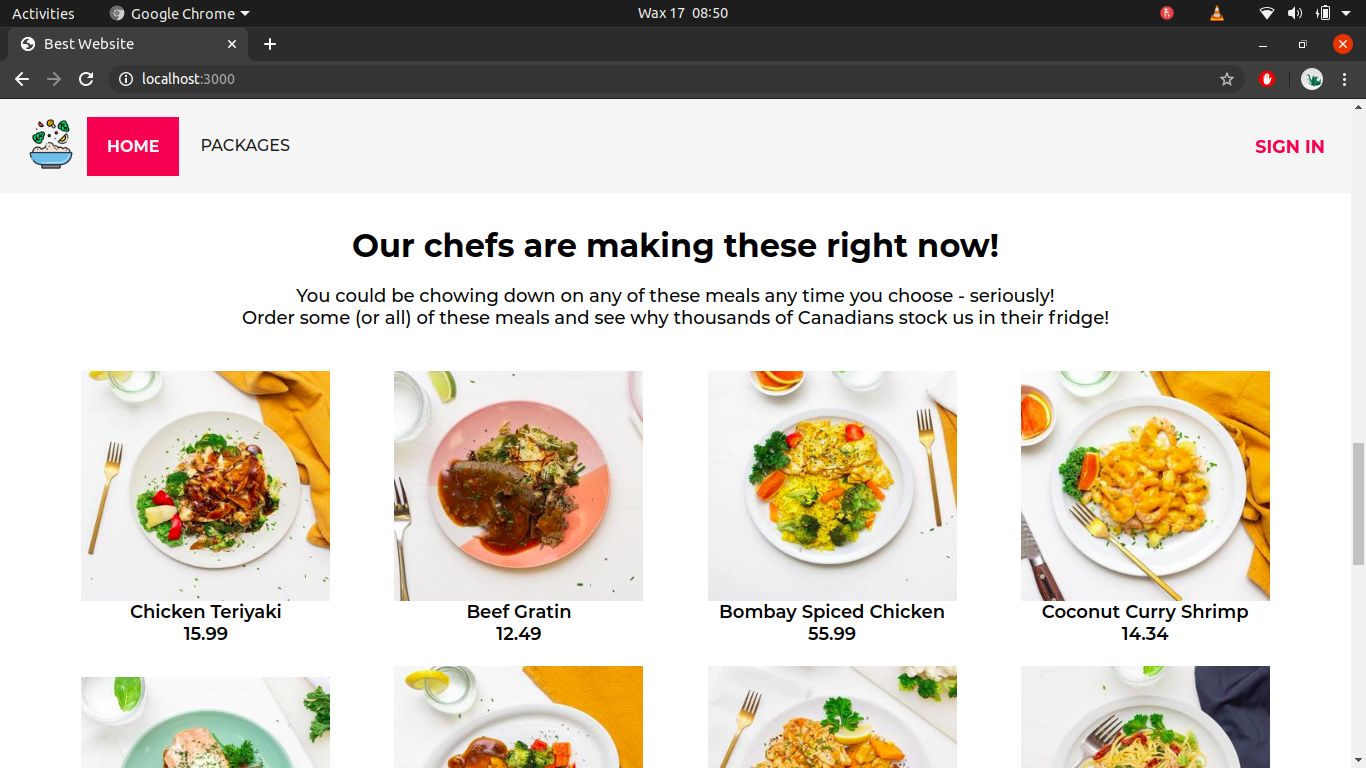 Activities
Google Chrome
Wax 17 08:50
Best Website
localhost:3000
HOME
PACKAGES
SIGN IN
Our chefs are making these right now!
You could be chowing down on any of these meals any time you choose - seriously!
Order some (or all) of these meals and see why thousands of Canadians stock us in their fridge!
Chicken Teriyaki
15.99
Beef Gratin
12.49
Bombay Spiced Chicken
55.99
Coconut Curry Shrimp
14.34